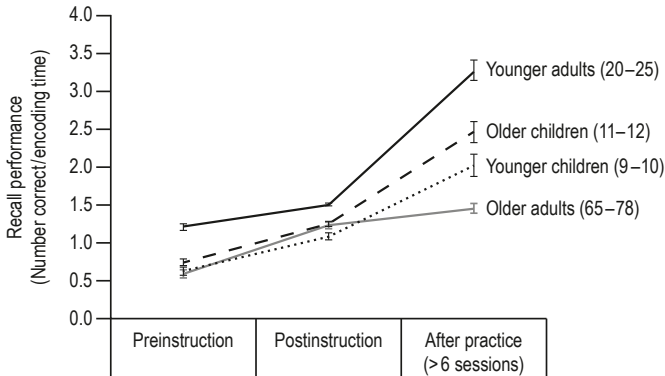 Recall performance
(Number correct/encoding time)
4.0
3.5
3.0
2.5
2.0
1.5
1.0
0.5
0.0
Younger adults (20–25)
Older children (11–12)
Younger children (9–10)
Older adults (65–78)
Preinstruction
Postinstruction
After practice
(>6 sessions)